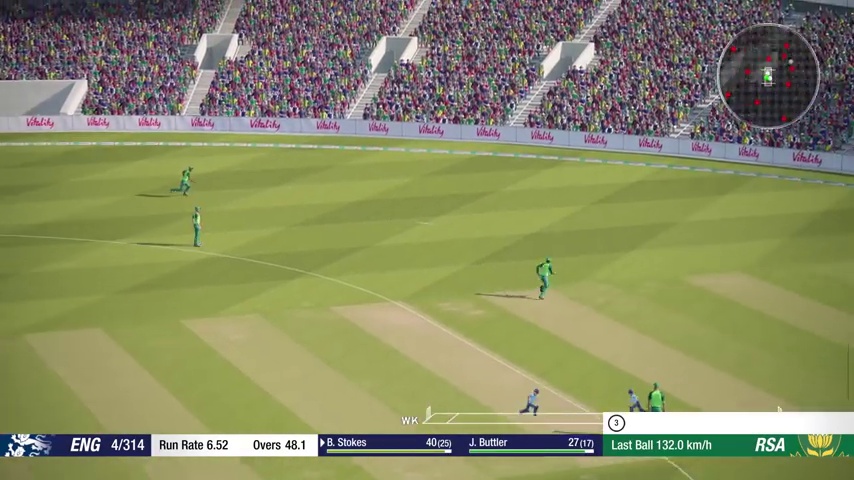 Vitality Vitality Vitality Vitality Vitality Vitality Vitality Vitality Vitality Vitality Vitality Vitality Vitality
WK
3
ENG 4/314 Run Rate 6.52 Overs 48.1 B. Stokes 40(25) J. Buttler 27(17) Last Ball 132.0 km/h RSA